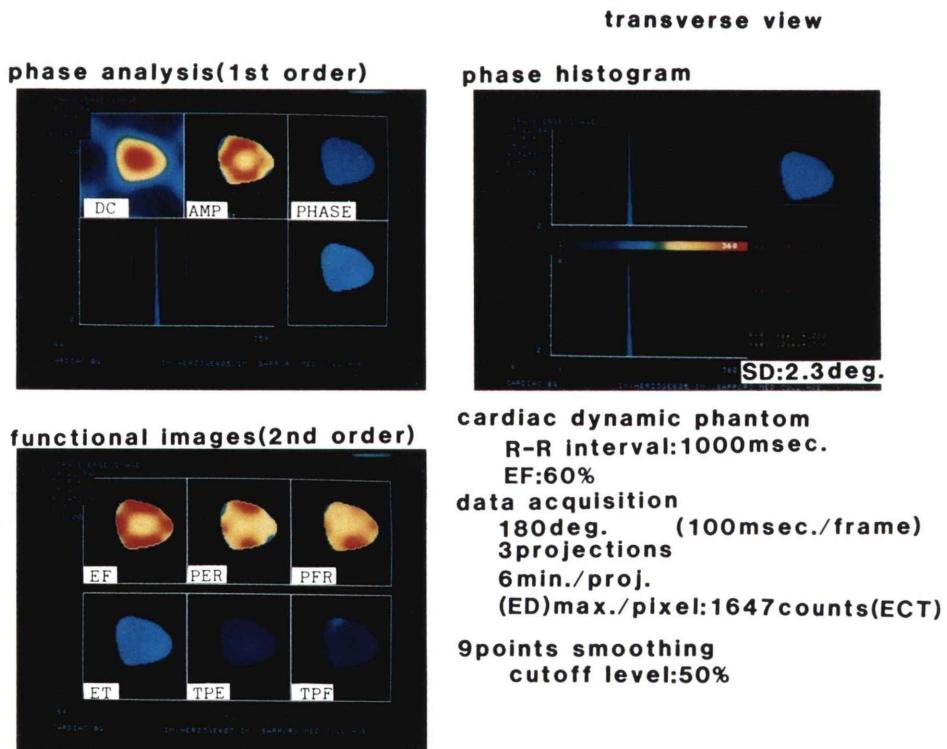 transverse view
phase analysis(1st order)
DC
AMP
PHASE
phase histogram
360
SD:2.3deg.
functional images(2nd order)
EF
PER
PFR
ET
TPE
TPF
cardiac dynamic phantom
R-R interval:1000msec.
EF:60%
data acquisition
180deg. (100msec./frame)
3projections
6min./proj.
(ED)max./pixel:1647counts(ECT)
9points smoothing
cutoff level:50%